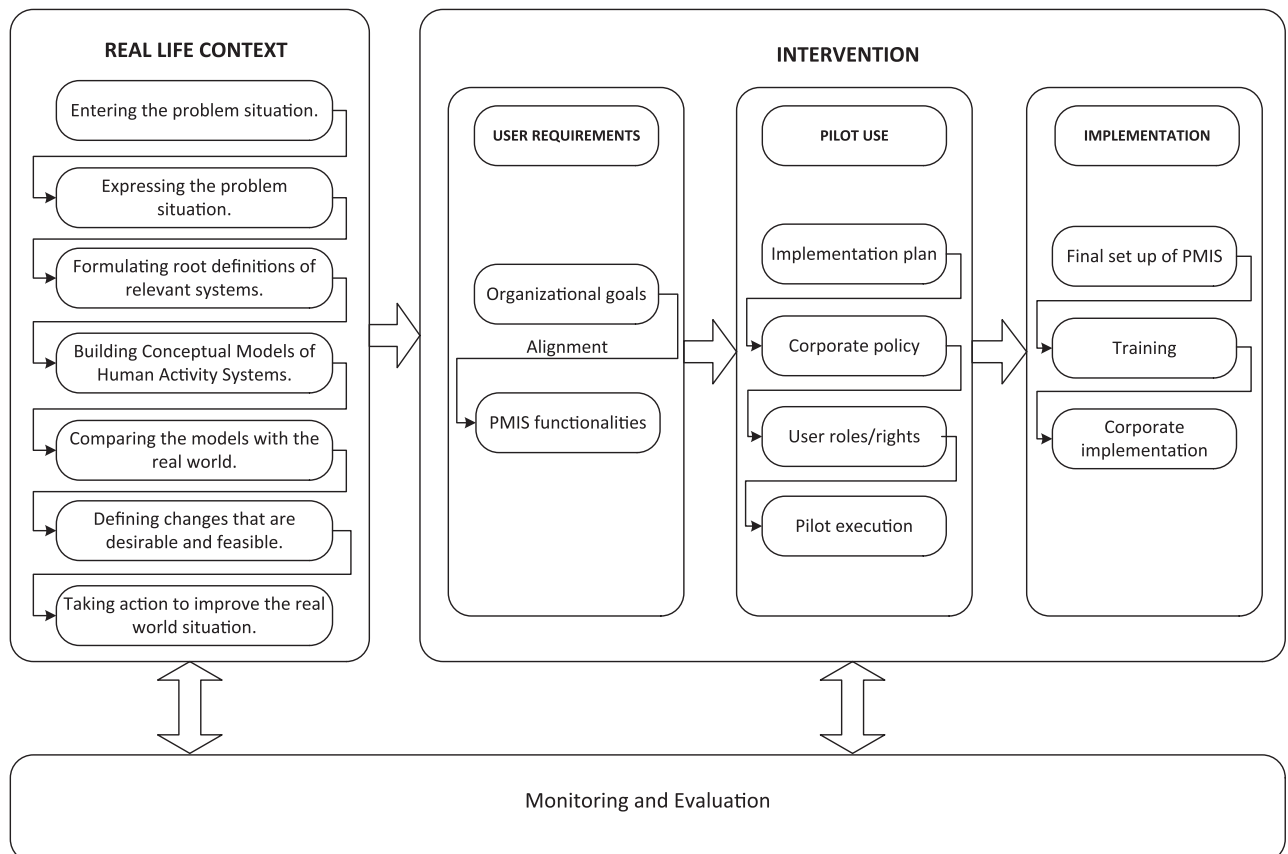 REAL LIFE CONTEXT
Entering the problem situation.
Expressing the problem
situation.
Formulating root definitions of
relevant systems.
Building Conceptual Models of
Human Activity Systems.
Comparing the models with the
real world.
Defining changes that are
desirable and feasible.
Taking action to improve the real
world situation.
INTERVENTION
USER REQUIREMENTS
Organizational goals
Alignment
PMIS functionalities
PILOT USE
Implementation plan
Corporate policy
User roles/rights
Pilot execution
IMPLEMENTATION
Final set up of PMIS
Training
Corporate
implementation
Monitoring and Evaluation